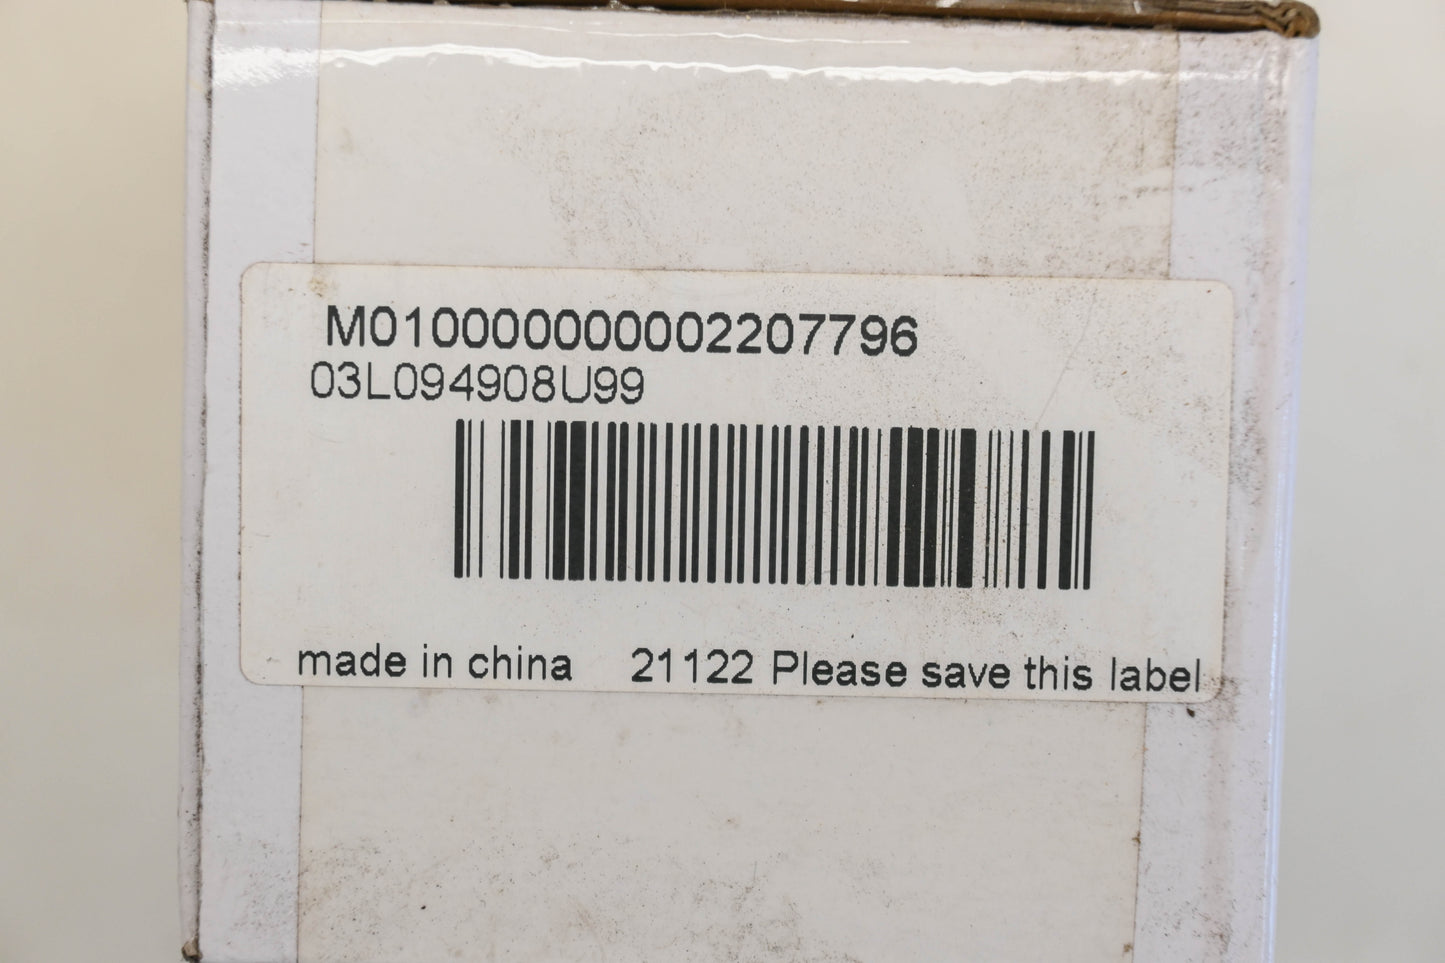 M010000000002207796
03L094908U99
made in china 21122 Please save this label